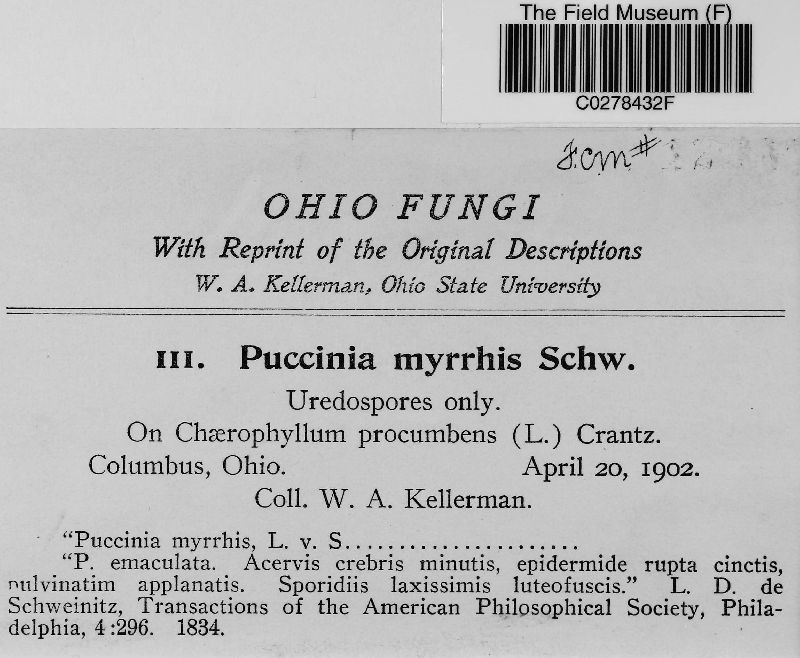 The Field Museum (F)
C0278432F
OHIO FUNGI
With Reprint of the Original Descriptions
W. A. Kellerman, Ohio State University
111. Puccinia myrrhis Schw.
Uredospores only.
On Chærophyllum procumbens (L.) Crantz.
Columbus, Ohio. April 20, 1902.
Coll. W. A. Kellerman.
“Puccinia myrrhis, L. v. S......................
“P. emaculata. Acervis crebris minutis, epidermide rupta cinctis,
pulvinatim applanatis. Sporidiis laxissimis luteofuscis.” L. D. de
Schweinitz, Transactions of the American Philosophical Society, Phila-
delphia, 4:296. 1834.